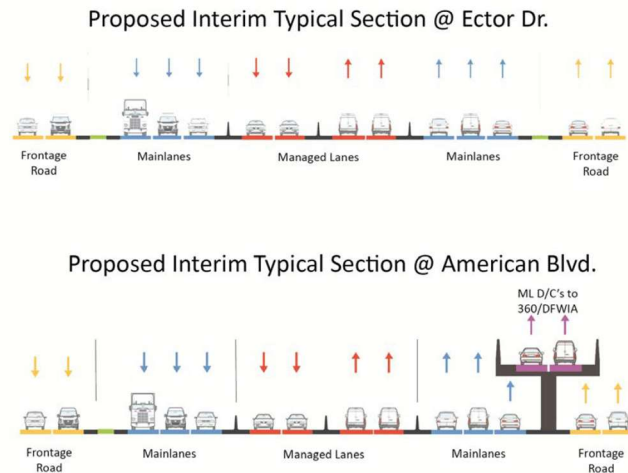 Proposed Interim Typical Section @ Ector Dr.
Frontage
Road
Mainlanes
Managed Lanes
Mainlanes
Frontage
Road
Proposed Interim Typical Section @ American Blvd.
ML D/C's to
360/DFWIA
Frontage
Road
Mainlanes
Managed Lanes
Mainlanes
Frontage
Road